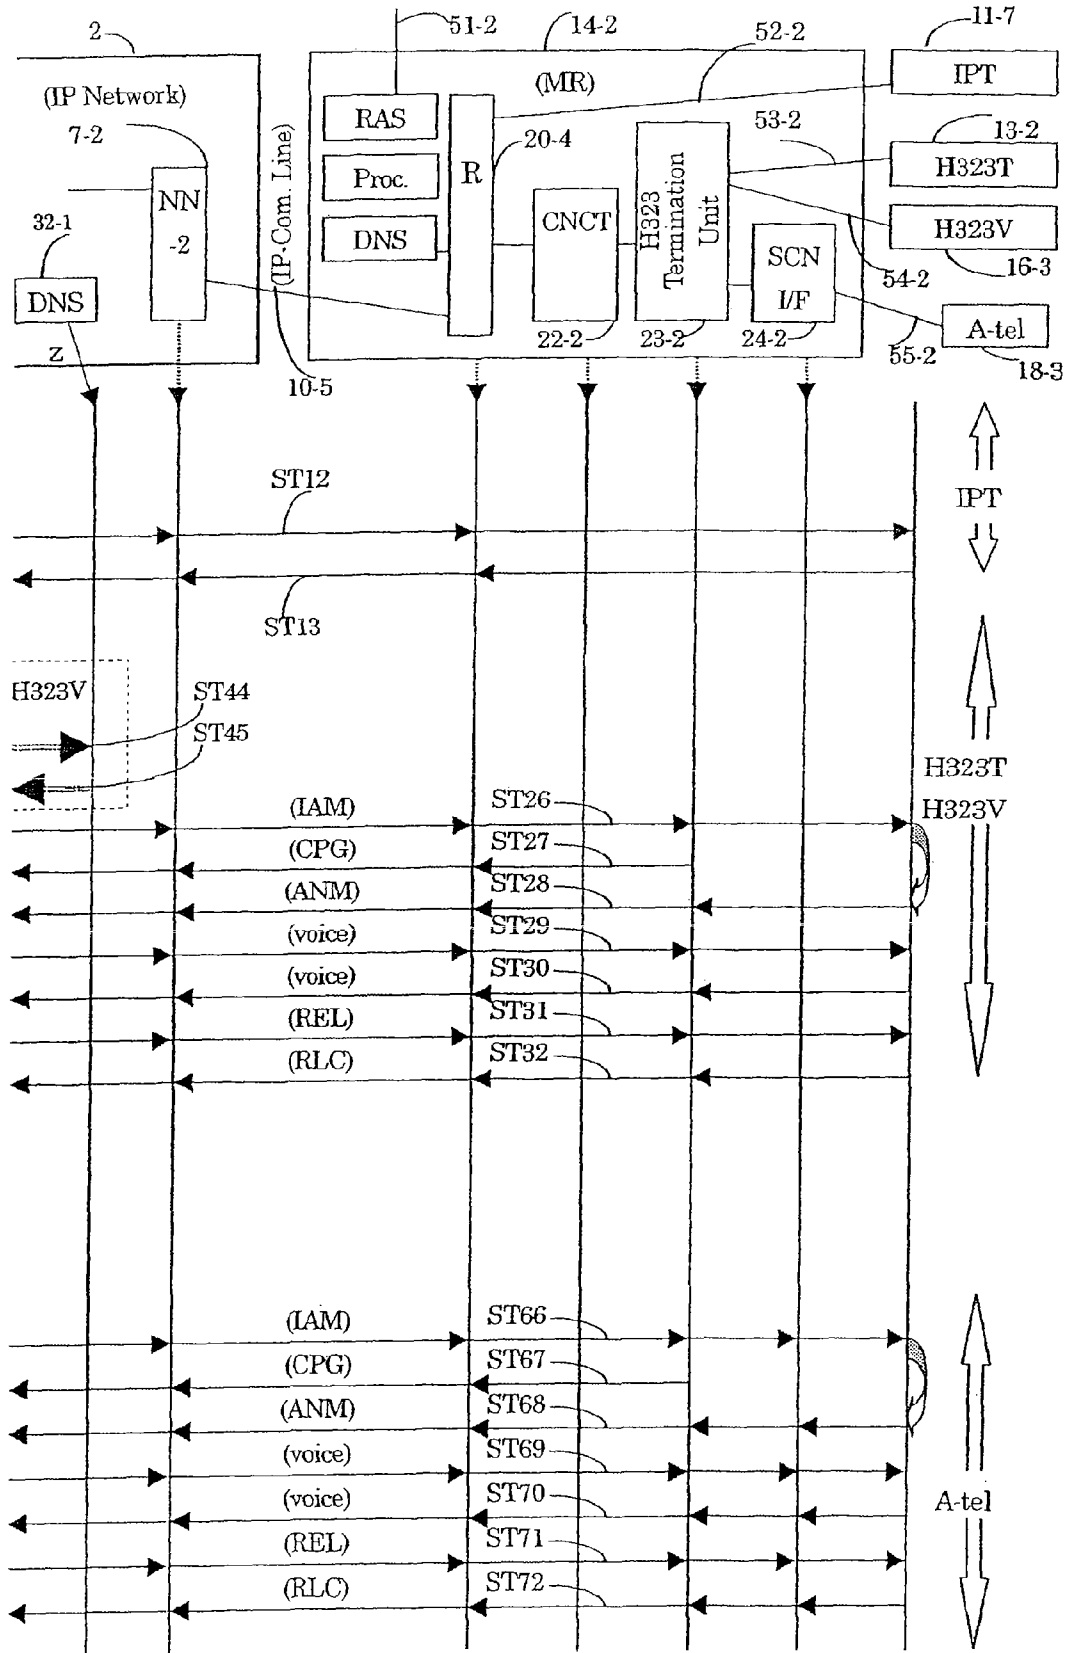 2
51-2
14-2
52-2
11-7
(IP Network)
(MR)
IPT
7-2
(IP-Com. Line)
RAS
R
20-4
53-2
13-2
H323T
Proc.
NN
-2
CNCT
H323
Termination
Unit
32-1
DNS
H323V
SCN
I/F
54-2
16-3
DNS
A-tel
22-2
23-2
24-2
55-2
18-3
Z
10-5
ST12
IPT
ST13
H323V
ST44
ST45
H323T
H323V
(IAM)
ST26
(CPG)
ST27
(ANM)
ST28
(voice)
ST29
(voice)
ST30
(REL)
ST31
(RLC)
ST32
(IAM)
ST66
(CPG)
ST67
(ANM)
ST68
(voice)
ST69
(voice)
ST70
A-tel
(REL)
ST71
(RLC)
ST72